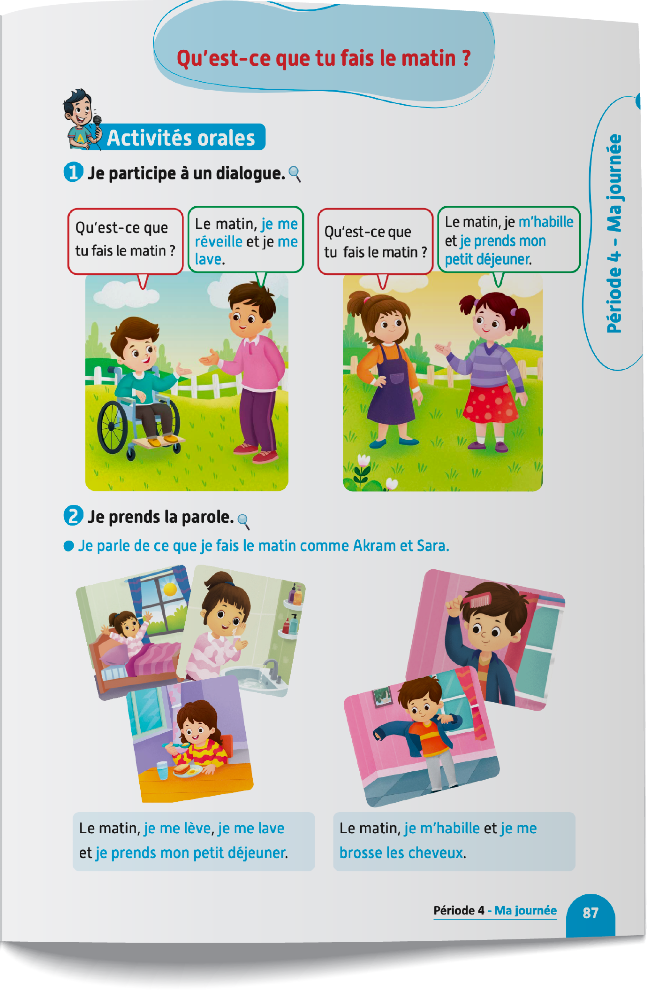 Qu'est-ce que tu fais le matin ?
Activités orales
1 Je participe à un dialogue.
Qu'est-ce que
tu fais le matin ?
Le matin, je me
réveille et je me
lave.
Qu'est-ce que
tu fais le matin ?
Le matin, je m'habille
et je prends mon
petit déjeuner.
A
2 Je prends la parole.
Je parle de ce que je fais le matin comme Akram et Sara.
Le matin, je me lève, je me lave
et je prends mon petit déjeuner.
Le matin, je m'habille et je me
brosse les cheveux.
Période 4 - Ma journée
Période 4 - Ma journée
87